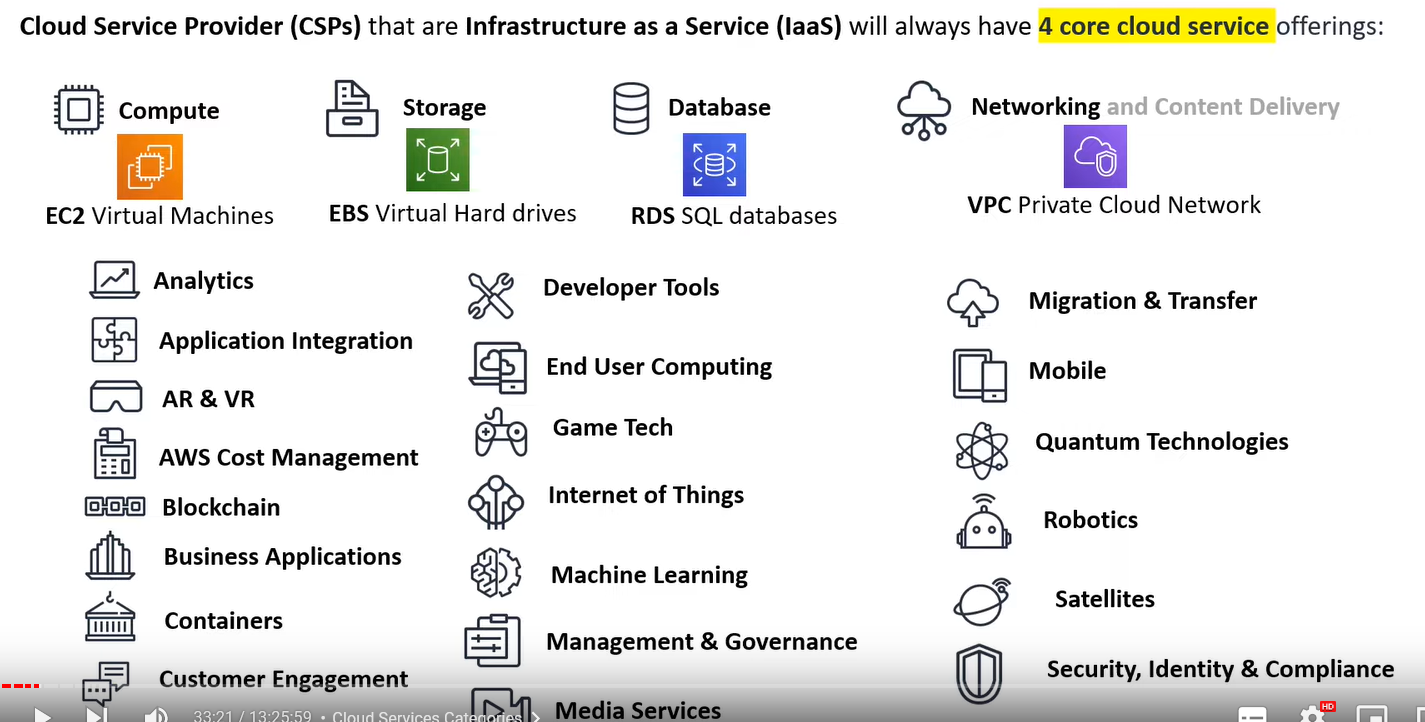 Cloud Service Provider (CSPs) that are Infrastructure as a Service (IaaS) will always have 4 core cloud service offerings:
Compute
Storage
Database
Networking and Content Delivery
EC2 Virtual Machines
EBS Virtual Hard drives
RDS SQL databases
VPC Private Cloud Network
Analytics
Application Integration
AR & VR
AWS Cost Management
Blockchain
Business Applications
Containers
Customer Engagement
Developer Tools
End User Computing
Game Tech
Internet of Things
Machine Learning
Management & Governance
Media Services
Migration & Transfer
Mobile
Quantum Technologies
Robotics
Satellites
Security, Identity & Compliance
33:21 / 13:25:59 • Cloud Services Categories
HD